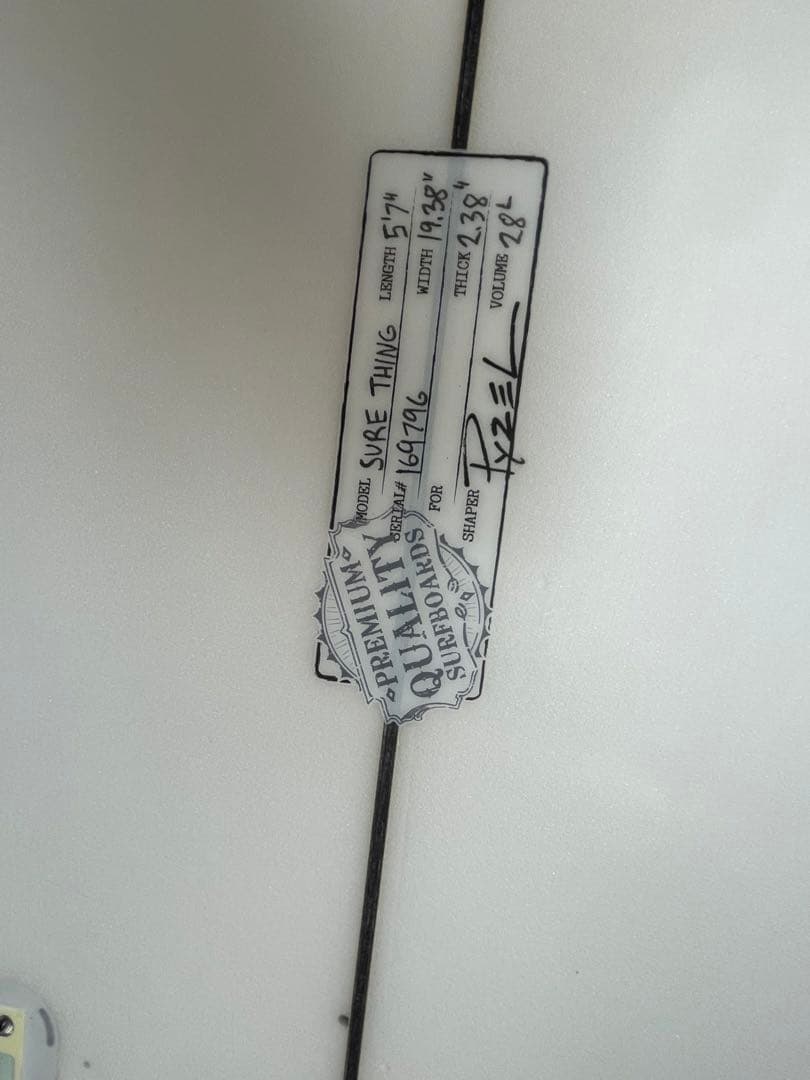 MODEL SURE THING LENGTH 5'7"
SERIAL# 169796 WIDTH 19.38"
FOR THICK 2.38"
SHAPER PYZEL VOLUME 28L
PREMIUM
QUALITY
SURFBOARDS